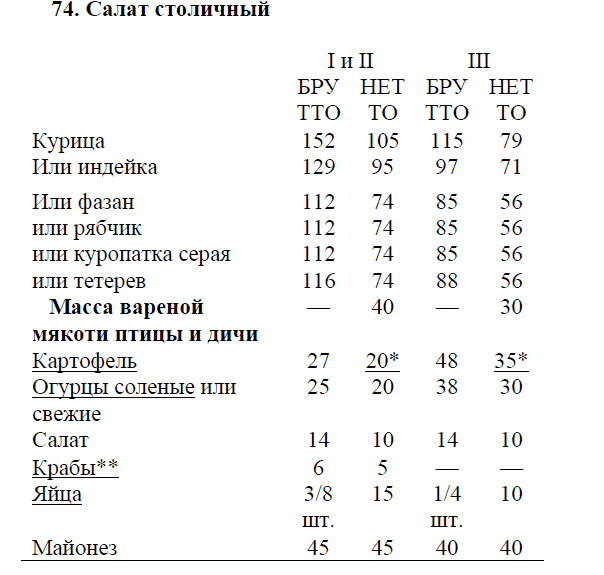 74. Салат столичный
I и II III
БРУ НЕТ БРУ НЕТ
ТТО ТО ТТО ТО
Курица 152 105 115 79
Или индейка 129 95 97 71
Или фазан 112 74 85 56
или рябчик 112 74 85 56
или куропатка серая 112 74 85 56
или тетерев 116 74 88 56
Масса вареной — 40 — 30
мякоти птицы и дичи
Картофель 27 20* 48 35*
Огурцы соленые или 25 20 38 30
свежие
Салат 14 10 14 10
Крабы** 6 5 — —
Яйца 3/8 15 1/4 10
шт. шт.
Майонез 45 45 40 40